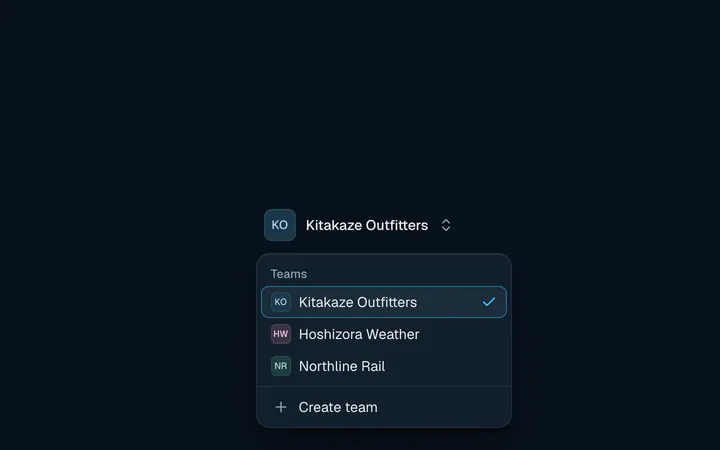 KO Kitakaze Outfitters
Teams
KO Kitakaze Outfitters
HW Hoshizora Weather
NR Northline Rail
Create team